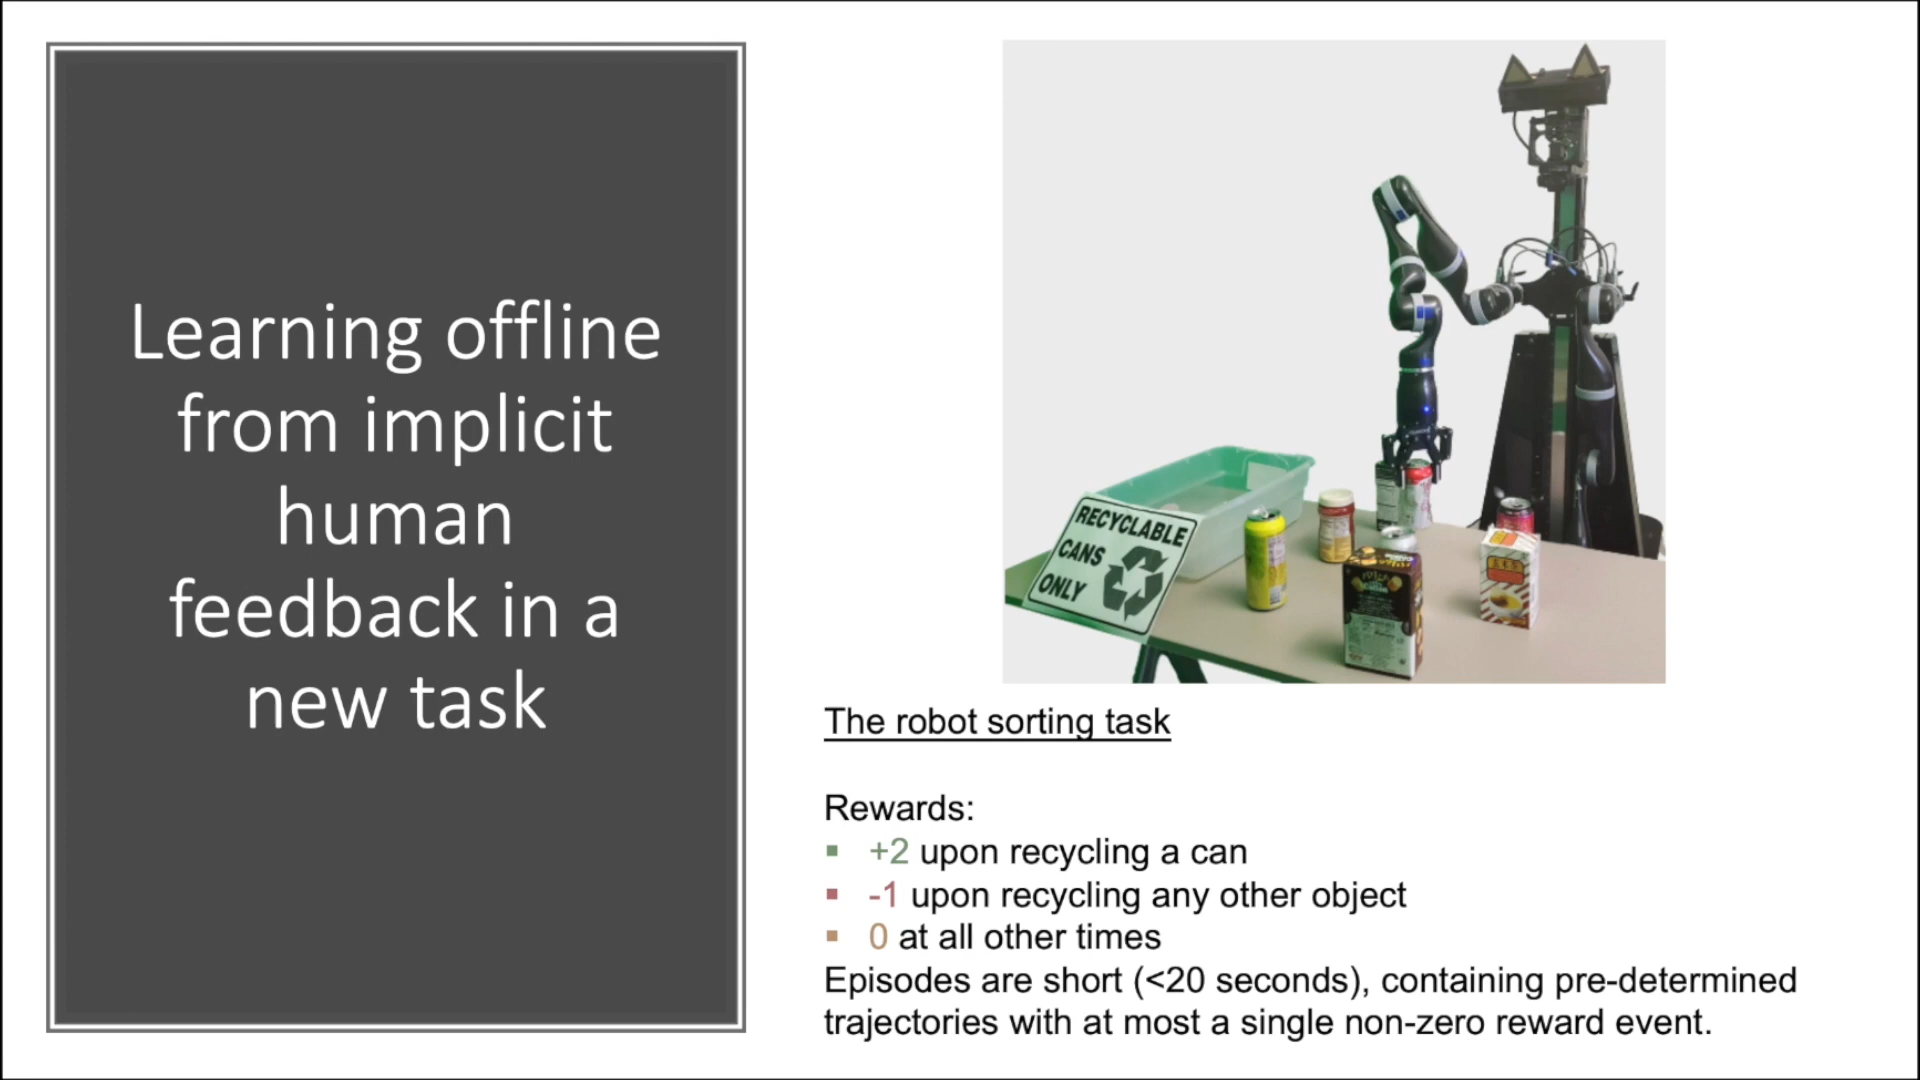 Learning offline
from implicit
human
feedback in a
new task
RECYCLABLE
CANS
ONLY
The robot sorting task
Rewards:
▪ +2 upon recycling a can
▪ -1 upon recycling any other object
▪ 0 at all other times
Episodes are short (<20 seconds), containing pre-determined
trajectories with at most a single non-zero reward event.